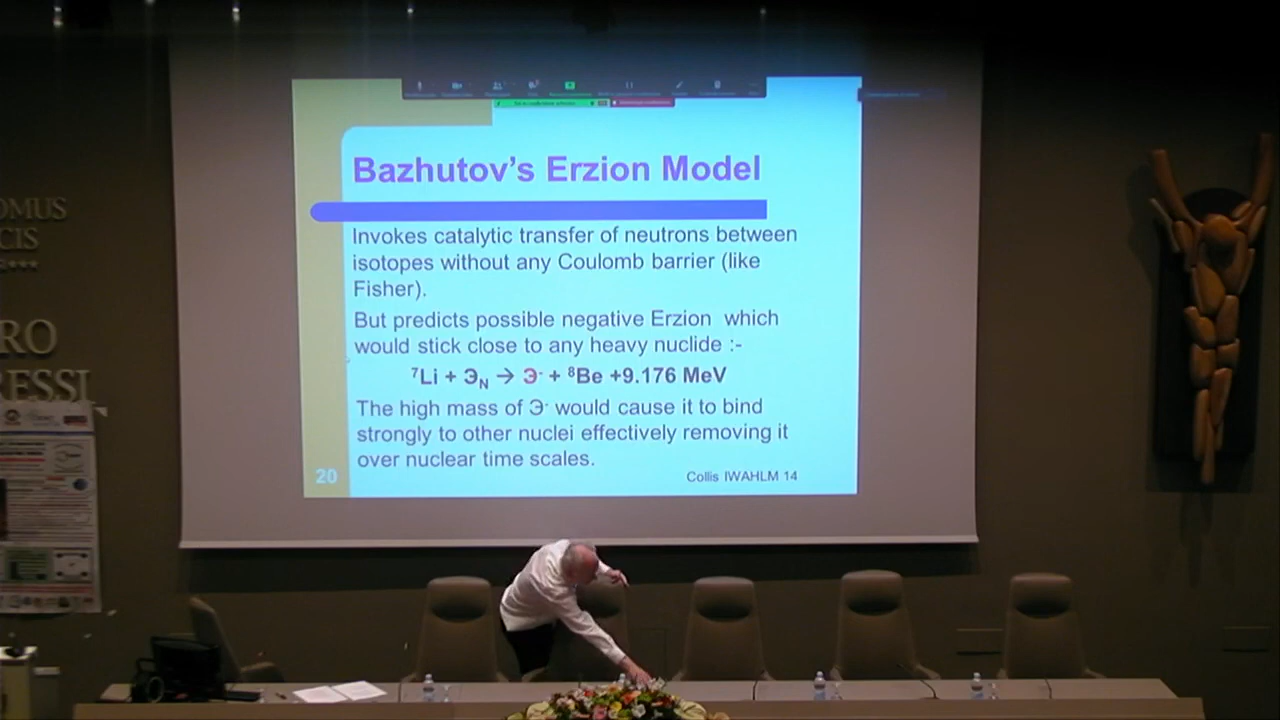 Bazhutov's Erzion Model
Invokes catalytic transfer of neutrons between
isotopes without any Coulomb barrier (like
Fisher).
But predicts possible negative Erzion which
would stick close to any heavy nuclide :-
⁷Li + Э_N → Э⁻ + ⁸Be +9.176 MeV
The high mass of Э⁻ would cause it to bind
strongly to other nuclei effectively removing it
over nuclear time scales.
20
Collis IWAHLM 14
OMUS
CIS
RO
RESSI